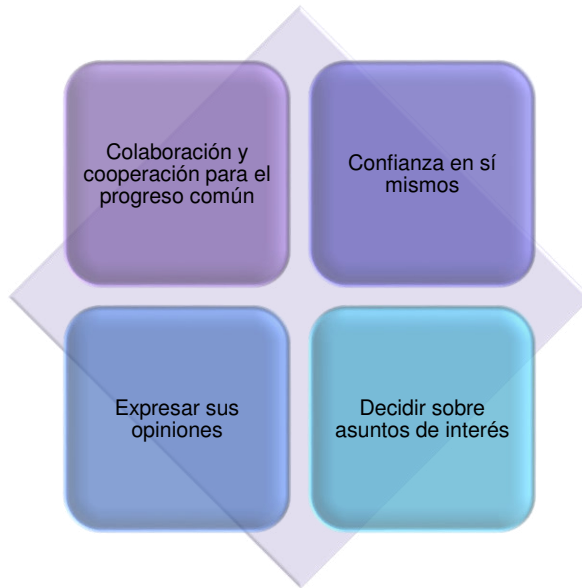 Colaboración y
cooperación para el
progreso común
Confianza en sí
mismos
Expresar sus
opiniones
Decidir sobre
asuntos de interés